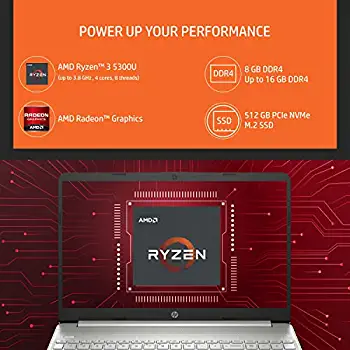 POWER UP YOUR PERFORMANCE
AMD Ryzen™ 3 5300U
(up to 3.8 GHz, 4 cores, 8 threads)
DDR4
8 GB DDR4
Up to 16 GB DDR4
RADEON
GRAPHICS
AMD
AMD Radeon™ Graphics
SSD
512 GB PCIe NVMe
M.2 SSD
RYZEN
AMD
RYZEN
hp